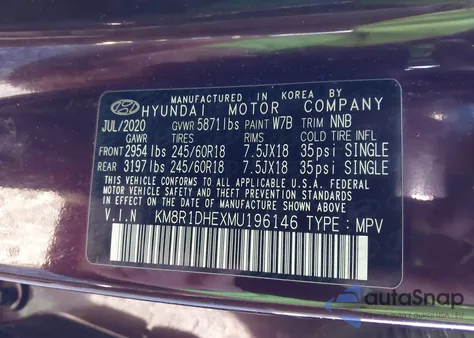 MANUFACTURED IN KOREA BY
HYUNDAI MOTOR COMPANY
JUL/2020 GVWR 5871lbs PAINT W7B TRIM NNB
GAWR TIRES RIMS COLD TIRE INFL
FRONT 2954 lbs 245/60R18 7.5JX18 35psi SINGLE
REAR 3197 lbs 245/60R18 7.5JX18 35psi SINGLE
THIS VEHICLE CONFORMS TO ALL APPLICABLE U.S.A. FEDERAL
MOTOR VEHICLE SAFETY, BUMPER, AND THEFT PREVENTION
STANDARDS IN EFFECT ON THE DATE OF MANUFACTURE SHOWN ABOVE.
V.I.N KM8R1DHEXMU196146 TYPE : MPV
autoSnap